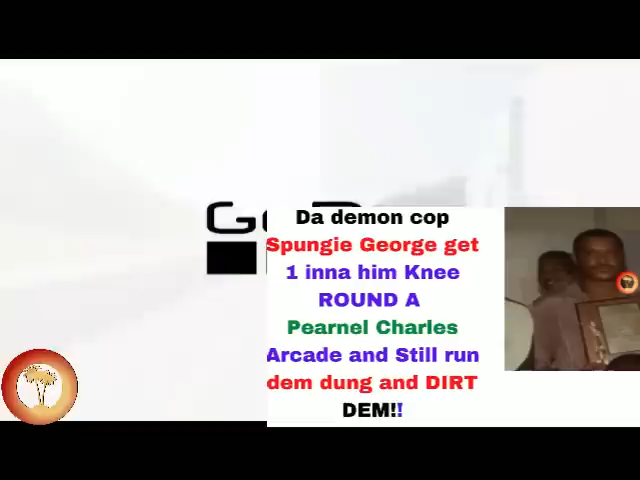 Da demon cop
Spungie George get
1 inna him Knee
ROUND A
Pearnel Charles
Arcade and Still run
dem dung and DIRT
DEM!!